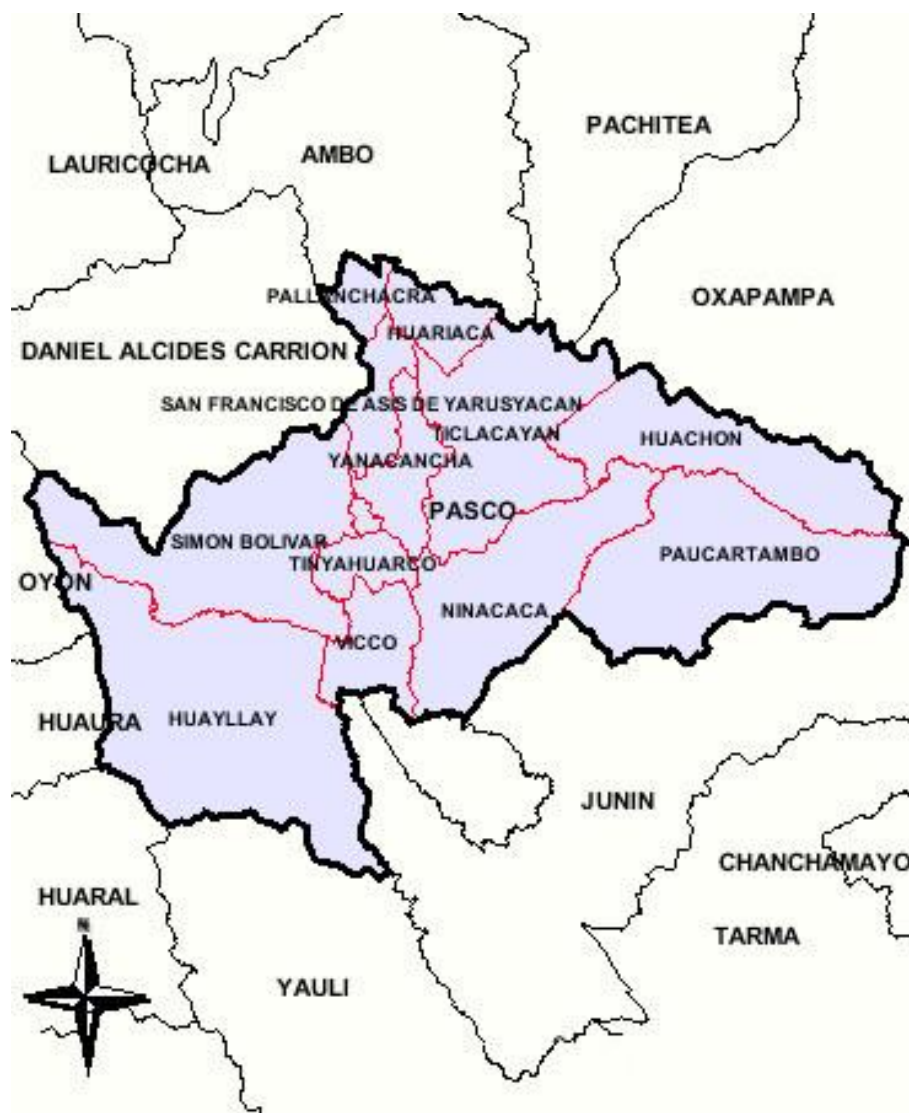 PACHITEA
AMBO
LAURICOCHA
PALLANCHACRA
OXAPAMPA
HUARIACA
DANIEL ALCIDES CARRION
SAN FRANCISCO DE ASIS DE YARUSYACAN
TICLACAYAN
HUACHON
YANACANCHA
PASCO
SIMON BOLIVAR
PAUCARTAMBO
TINYAHUARCO
OYON
NINACACA
VICCO
HUAYLLAY
HUAURA
JUNIN
CHANCHAMAYO
HUARAL
N
TARMA
YAULI